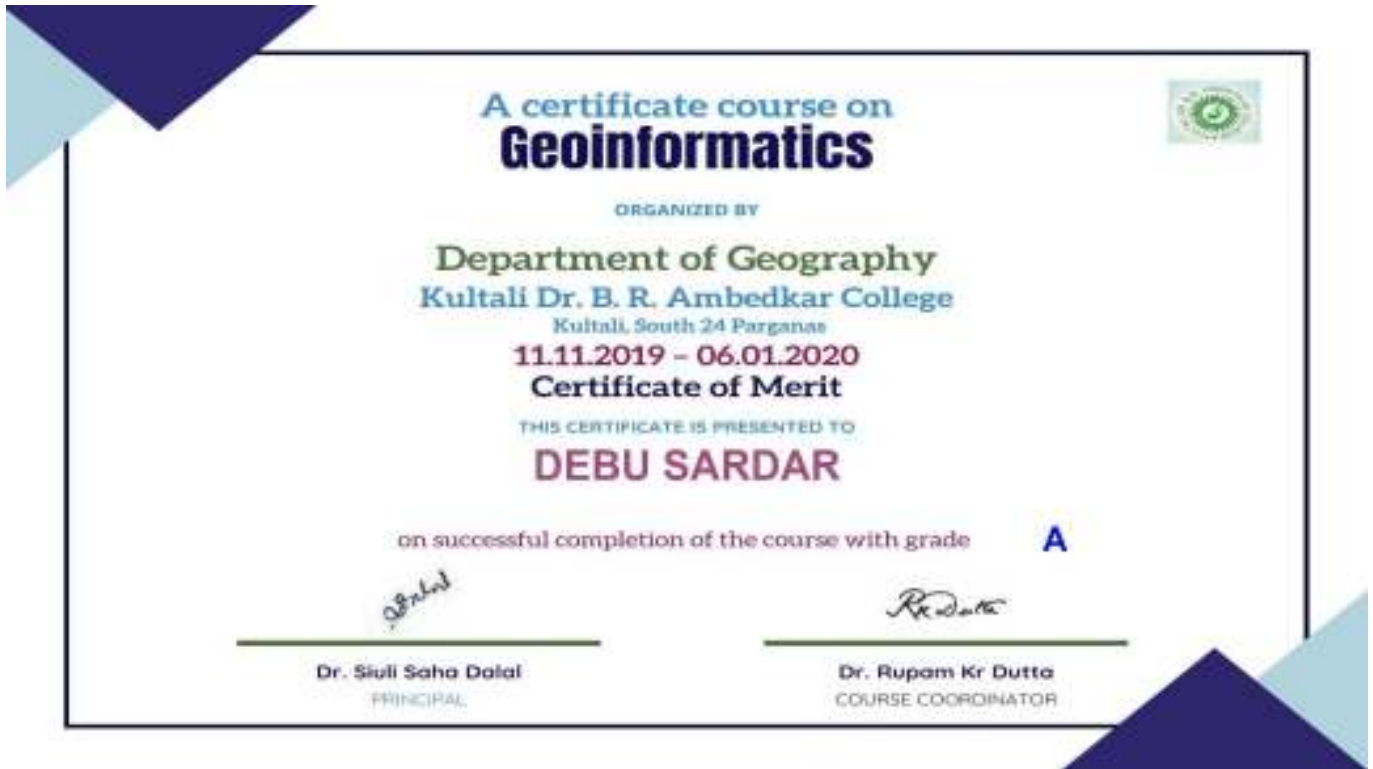 A certificate course on
Geoinformatics
ORGANIZED BY
Department of Geography
Kultali Dr. B. R. Ambedkar College
Kultali, South 24 Parganas
11.11.2019 – 06.01.2020
Certificate of Merit
THIS CERTIFICATE IS PRESENTED TO
DEBU SARDAR
on successful completion of the course with grade A
Dr. Siuli Saha Dalal
PRINCIPAL
RK Dutta
Dr. Rupam Kr Dutta
COURSE COORDINATOR